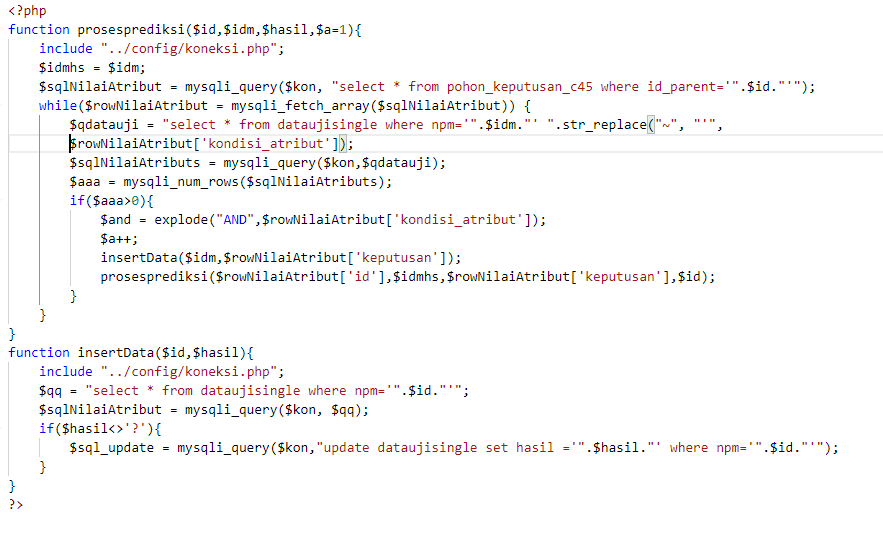 <?php
function prosesprediksi($id,$idm,$hasil,$a=1){
    include "../config/koneksi.php";
    $idmhs = $idm;
    $sqlNilaiAtribut = mysqli_query($kon, "select * from pohon_keputusan_c45 where id_parent='".$id."'");
    while($rowNilaiAtribut = mysqli_fetch_array($sqlNilaiAtribut)) {
        $qdatauji = "select * from dataujisingle where npm='".$idm."' ".str_replace("~", "'",
        $rowNilaiAtribut['kondisi_atribut']);
        $sqlNilaiAtributs = mysqli_query($kon,$qdatauji);
        $aaa = mysqli_num_rows($sqlNilaiAtributs);
        if($aaa>0){
            $and = explode("AND",$rowNilaiAtribut['kondisi_atribut']);
            $a++;
            insertData($idm,$rowNilaiAtribut['keputusan']);
            prosesprediksi($rowNilaiAtribut['id'],$idmhs,$rowNilaiAtribut['keputusan'],$id);
        }
    }
}
function insertData($id,$hasil){
    include "../config/koneksi.php";
    $qq = "select * from dataujisingle where npm='".$id."'";
    $sqlNilaiAtribut = mysqli_query($kon, $qq);
    if($hasil<>'?'){
        $sql_update = mysqli_query($kon,"update dataujisingle set hasil ='".$hasil."' where npm='".$id."'");
    }
}
?>